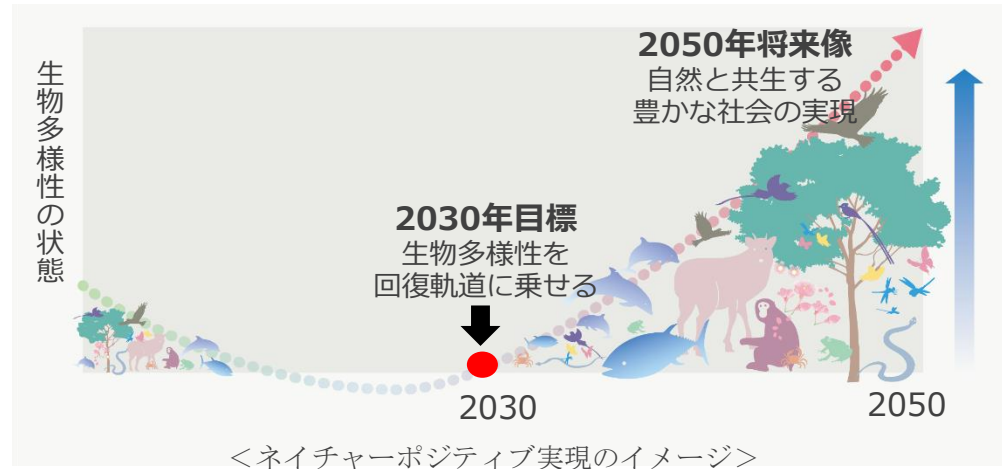 2050年将来像
自然と共生する
豊かな社会の実現
生物多様性の状態
2030年目標
生物多様性を
回復軌道に乗せる
2030
2050
＜ネイチャーポジティブ実現のイメージ＞